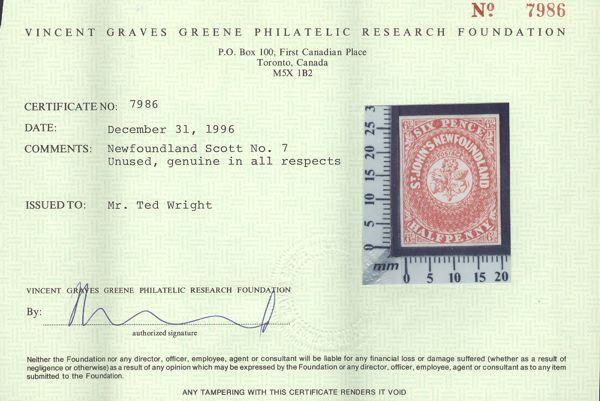 No 7986
VINCENT GRAVES GREENE PHILATELIC RESEARCH FOUNDATION
P.O. Box 100, First Canadian Place
Toronto, Canada
M5X 1B2
CERTIFICATE NO: 7986
DATE: December 31, 1996
COMMENTS: Newfoundland Scott No. 7
Unused, genuine in all respects
ISSUED TO: Mr. Ted Wright
SIX PENCE
ST. JOHN'S NEWFOUNDLAND
HALFPENNY
0 5 10 15 20 25 3
mm 0 5 10 15 20
VINCENT GRAVES GREENE PHILATELIC RESEARCH FOUNDATION
By:
authorized signature
Neither the Foundation nor any director, officer, employee, agent or consultant will be liable for any financial loss or damage suffered (whether as a result of
negligence or otherwise) as a result of any opinion which may be expressed by the Foundation or any director, officer, employee, agent or consultant as to any item
submitted to the Foundation.
ANY TAMPERING WITH THIS CERTIFICATE RENDERS IT VOID